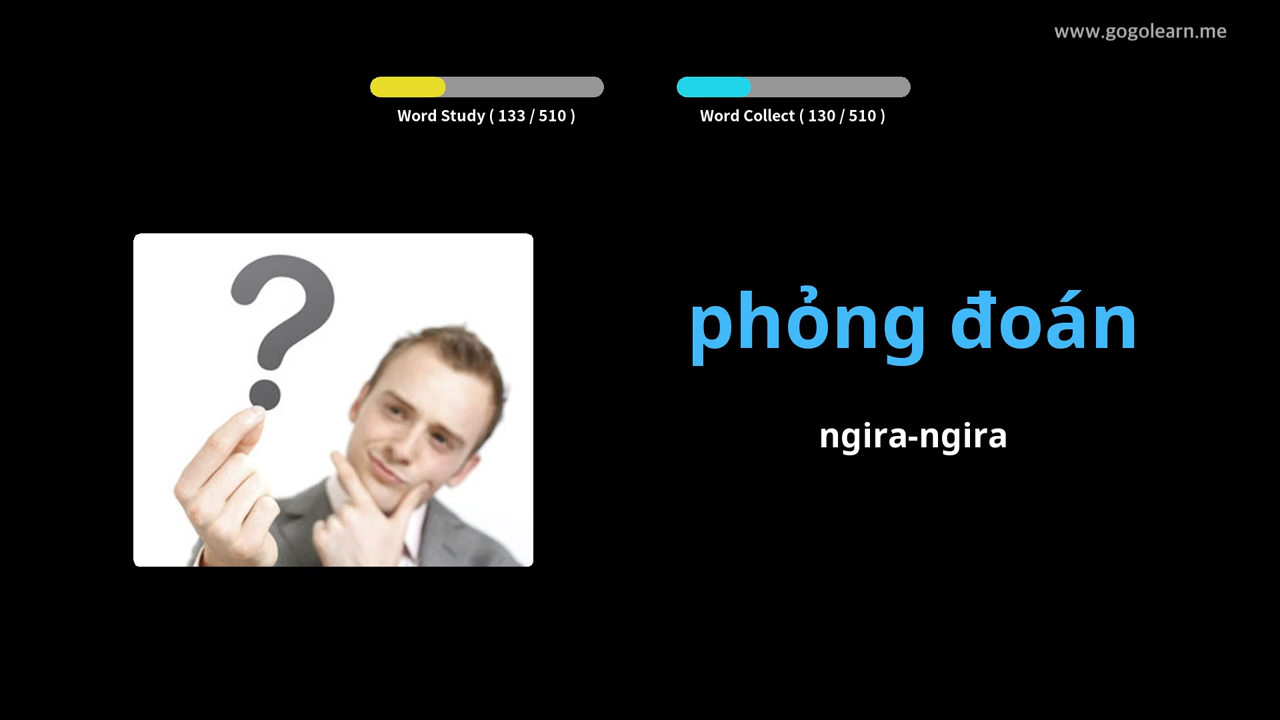 www.gogolearn.me
Word Study ( 133 / 510 )
Word Collect ( 130 / 510 )
phỏng đoán
ngira-ngira